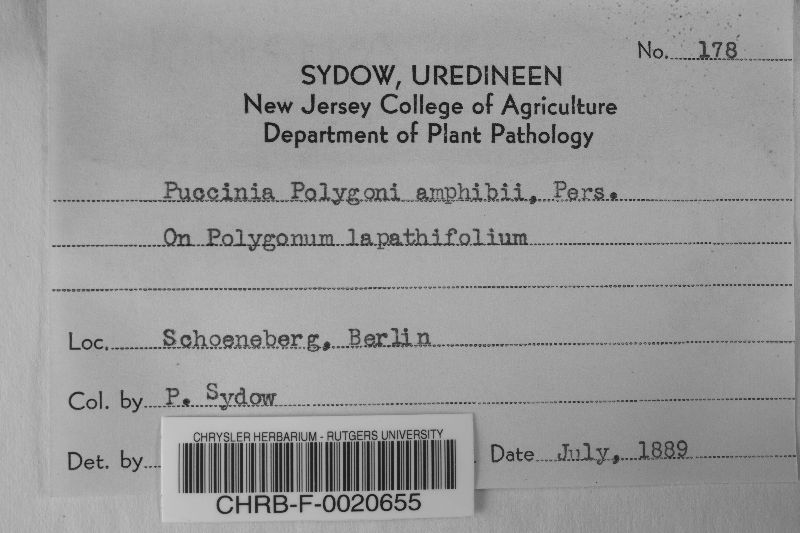 No. 178
SYDOW, UREDINEEN
New Jersey College of Agriculture
Department of Plant Pathology
Puccinia Polygoni amphibii, Pers.
On Polygonum lapathifolium
Loc. Schoeneberg, Berlin
Col. by P. Sydow
Det. by Date July, 1889
CHRYSLER HERBARIUM - RUTGERS UNIVERSITY
CHRB-F-0020655